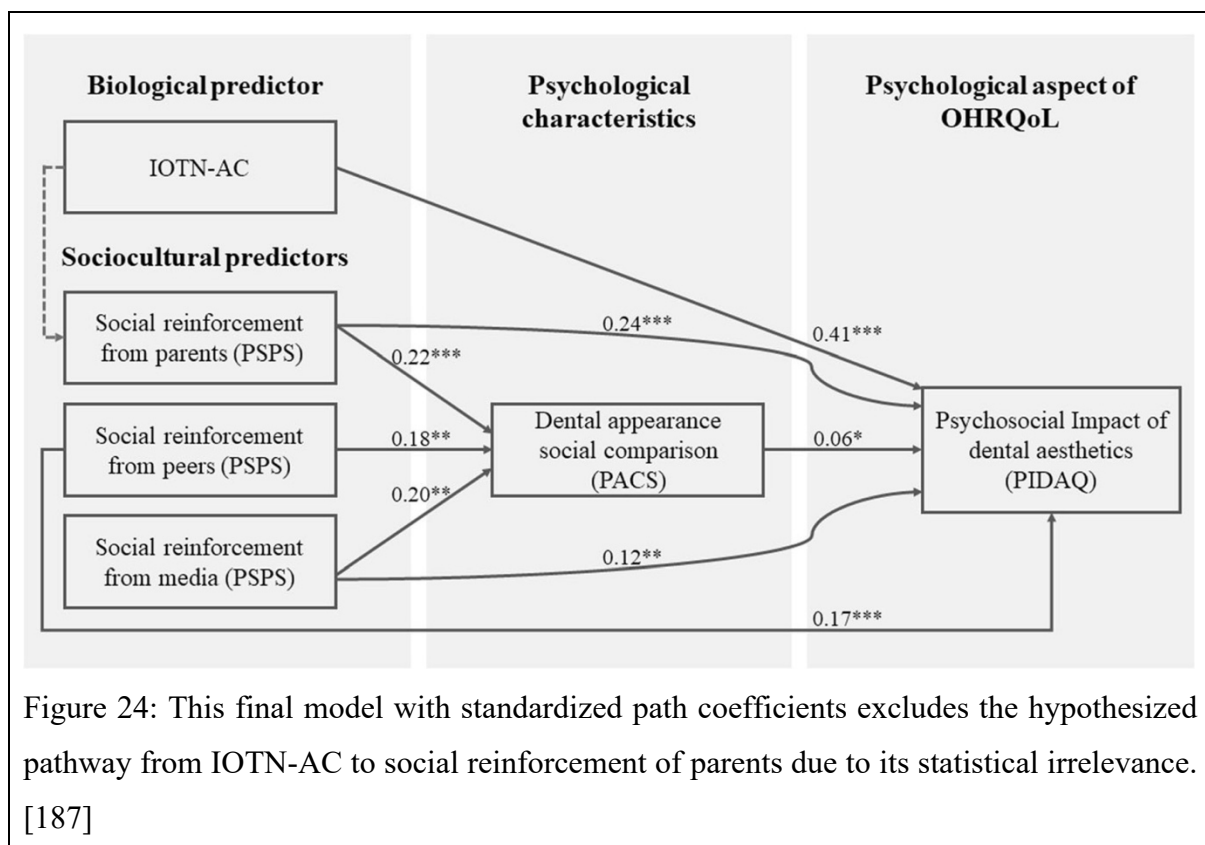 Biological predictor
IOTN-AC
Sociocultural predictors
Social reinforcement
from parents (PSPS)
Social reinforcement
from peers (PSPS)
Social reinforcement
from media (PSPS)
Psychological
characteristics
0.22***
0.18**
0.20**
Dental appearance
social comparison
(PACS)
0.24***
0.12**
Psychological aspect of
OHRQoL
0.41***
0.06*
0.17***
Psychosocial Impact of
dental aesthetics
(PIDAQ)
Figure 24: This final model with standardized path coefficients excludes the hypothesized
pathway from IOTN-AC to social reinforcement of parents due to its statistical irrelevance.
[187]